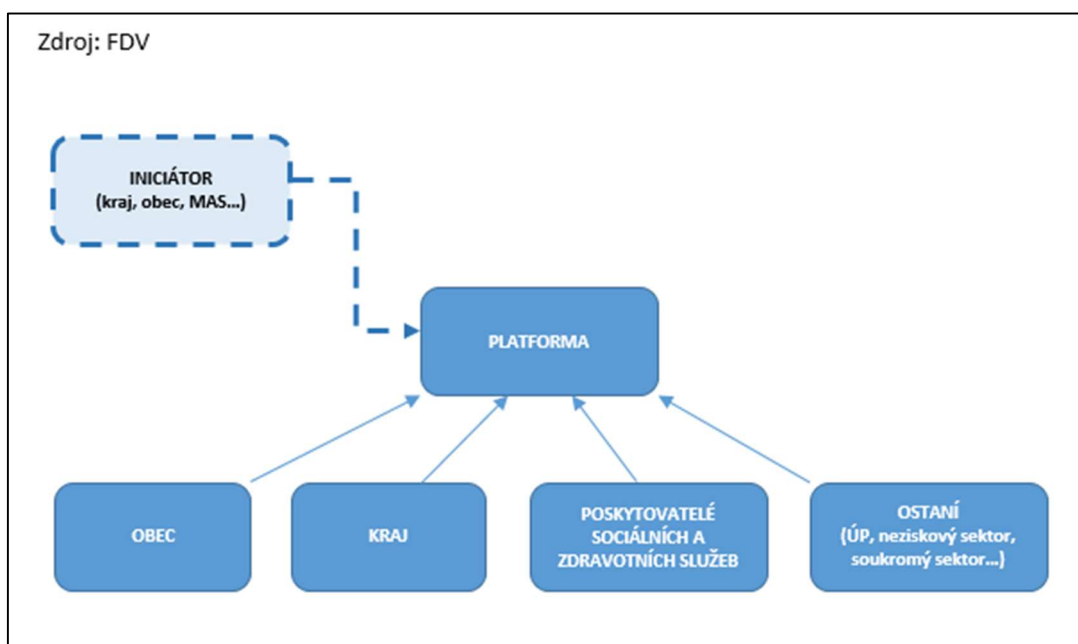 Zdroj: FDV
INICIÁTOR
(kraj, obec, MAS...)
PLATFORMA
OBEC
KRAJ
POSKYTOVATELÉ
SOCIÁLNÍCH A
ZDRAVOTNÍCH SLUŽEB
OSTANÍ
(ÚP, neziskový sektor,
soukromý sektor...)